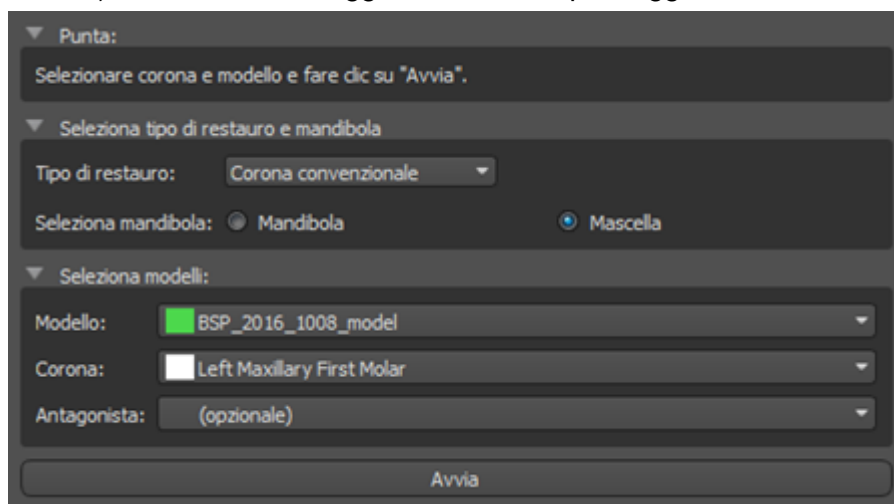 Punta:
Selezionare corona e modello e fare clic su "Avvia".
Seleziona tipo di restauro e mandibola
Tipo di restauro: Corona convenzionale
Seleziona mandibola: Mandibola Mascella
Seleziona modelli:
Modello: BSP_2016_1008_model
Corona: Left Maxillary First Molar
Antagonista: (opzionale)
Avvia